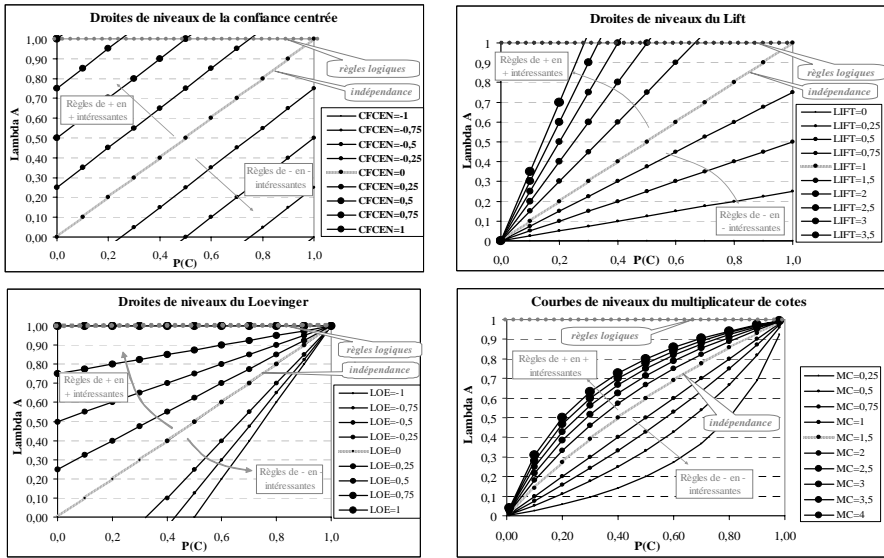 Droites de niveaux de la confiance centrée
Lambda A
1,00
0,90
0,80
0,70
0,60
0,50
0,40
0,30
0,20
0,10
0,00
0,0
0,2
0,4
0,6
0,8
1,0
P(C)
règles logiques
indépendance
Règles de + en
+ intéressantes
Règles de - en -
intéressantes
CFCEN=-1
CFCEN=-0,75
CFCEN=-0,5
CFCEN=-0,25
CFCEN=0
CFCEN=0,25
CFCEN=0,5
CFCEN=0,75
CFCEN=1
Droites de niveaux du Lift
Lambda A
1
0,9
0,8
0,7
0,6
0,5
0,4
0,3
0,2
0,1
0
0,0
0,2
0,4
0,6
0,8
1,0
P(C)
règles logiques
indépendance
Règles de + en
+ intéressantes
Règles de - en
- intéressantes
LIFT=0
LIFT=0,25
LIFT=0,5
LIFT=0,75
LIFT=1
LIFT=1,5
LIFT=2
LIFT=2,5
LIFT=3
LIFT=3,5
Droites de niveaux du Loevinger
Lambda A
1,00
0,90
0,80
0,70
0,60
0,50
0,40
0,30
0,20
0,10
0,00
0,0
0,2
0,4
0,6
0,8
1,0
P(C)
règles logiques
indépendance
Règles de + en
+ intéressantes
Règles de - en -
intéressantes
LOE=-1
LOE=-0,75
LOE=-0,5
LOE=-0,25
LOE=0
LOE=0,25
LOE=0,5
LOE=0,75
LOE=1
Courbes de niveaux du multiplicateur de cotes
Lambda A
1
0,9
0,8
0,7
0,6
0,5
0,4
0,3
0,2
0,1
0
0,00
0,20
0,40
0,60
0,80
1,00
P(C)
règles logiques
indépendance
Règles de + en +
intéressantes
Règles de - en -
intéressantes
MC=0,25
MC=0,5
MC=0,75
MC=1
MC=1,5
MC=2
MC=2,5
MC=3
MC=3,5
MC=4